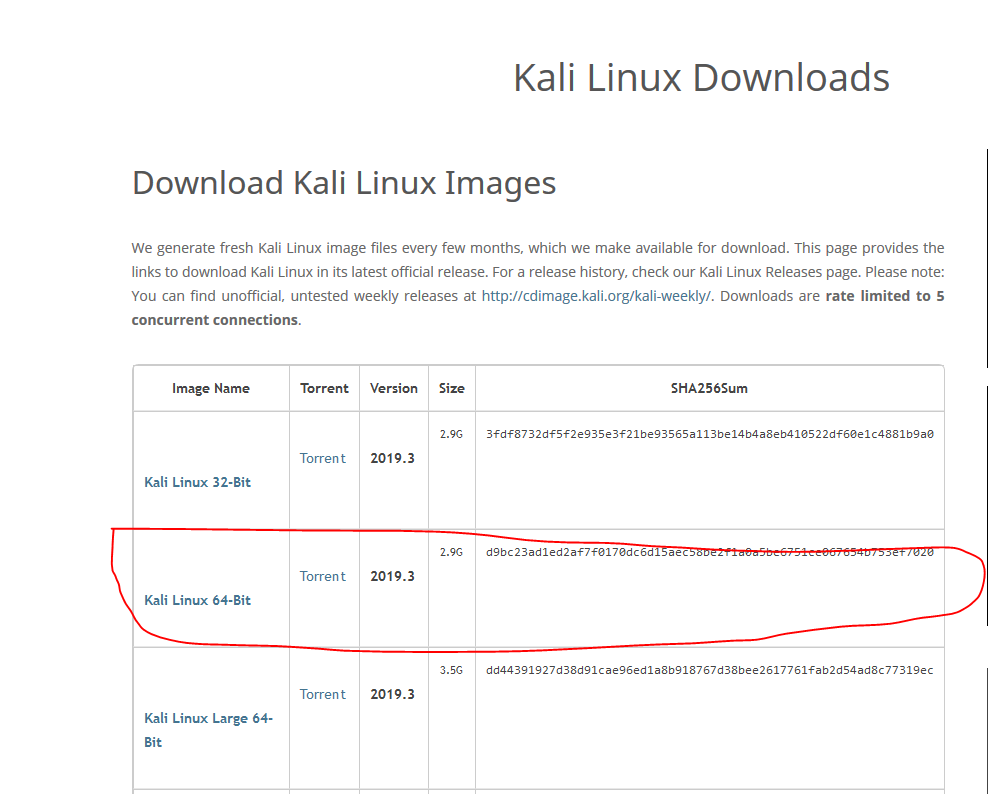 Kali Linux Downloads
Download Kali Linux Images
We generate fresh Kali Linux image files every few months, which we make available for download. This page provides the
links to download Kali Linux in its latest official release. For a release history, check our Kali Linux Releases page. Please note:
You can find unofficial, untested weekly releases at http://cdimage.kali.org/kali-weekly/. Downloads are rate limited to 5
concurrent connections.
Image Name Torrent Version Size SHA256Sum
Kali Linux 32-Bit Torrent 2019.3 2.9G 3fdf8732df5f2e935e3f21be93565a113be14b4a8eb410522df60e1c4881b9a0
Kali Linux 64-Bit Torrent 2019.3 2.9G
Kali Linux Large 64- Torrent 2019.3 3.5G dd44391927d38d91cae96ed1a8b918767d38bee2617761fab2d54ad8c77319ec
Bit